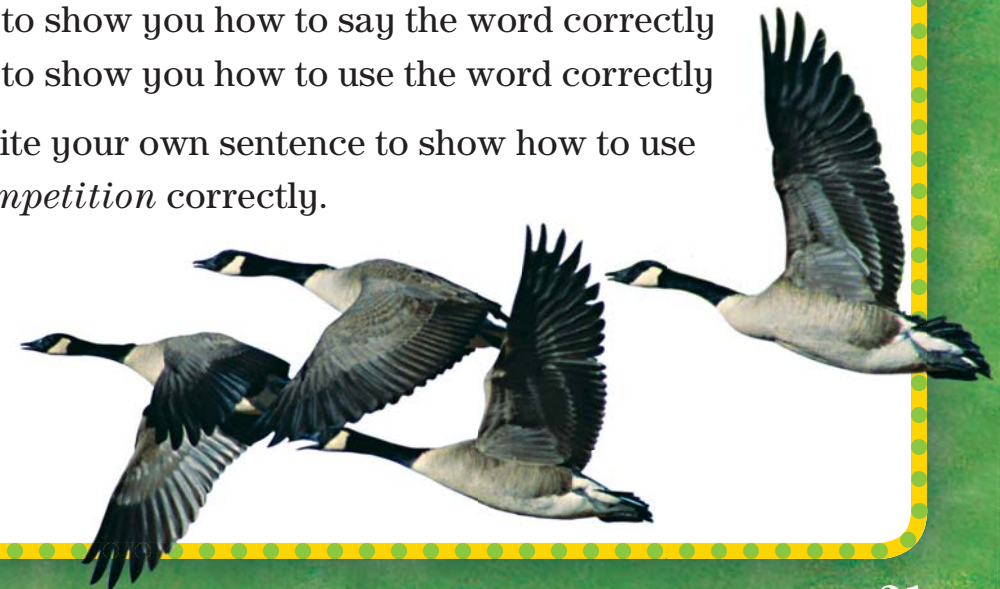 to show you how to say the word correctly
to show you how to use the word correctly
ite your own sentence to show how to use
mpetition correctly.